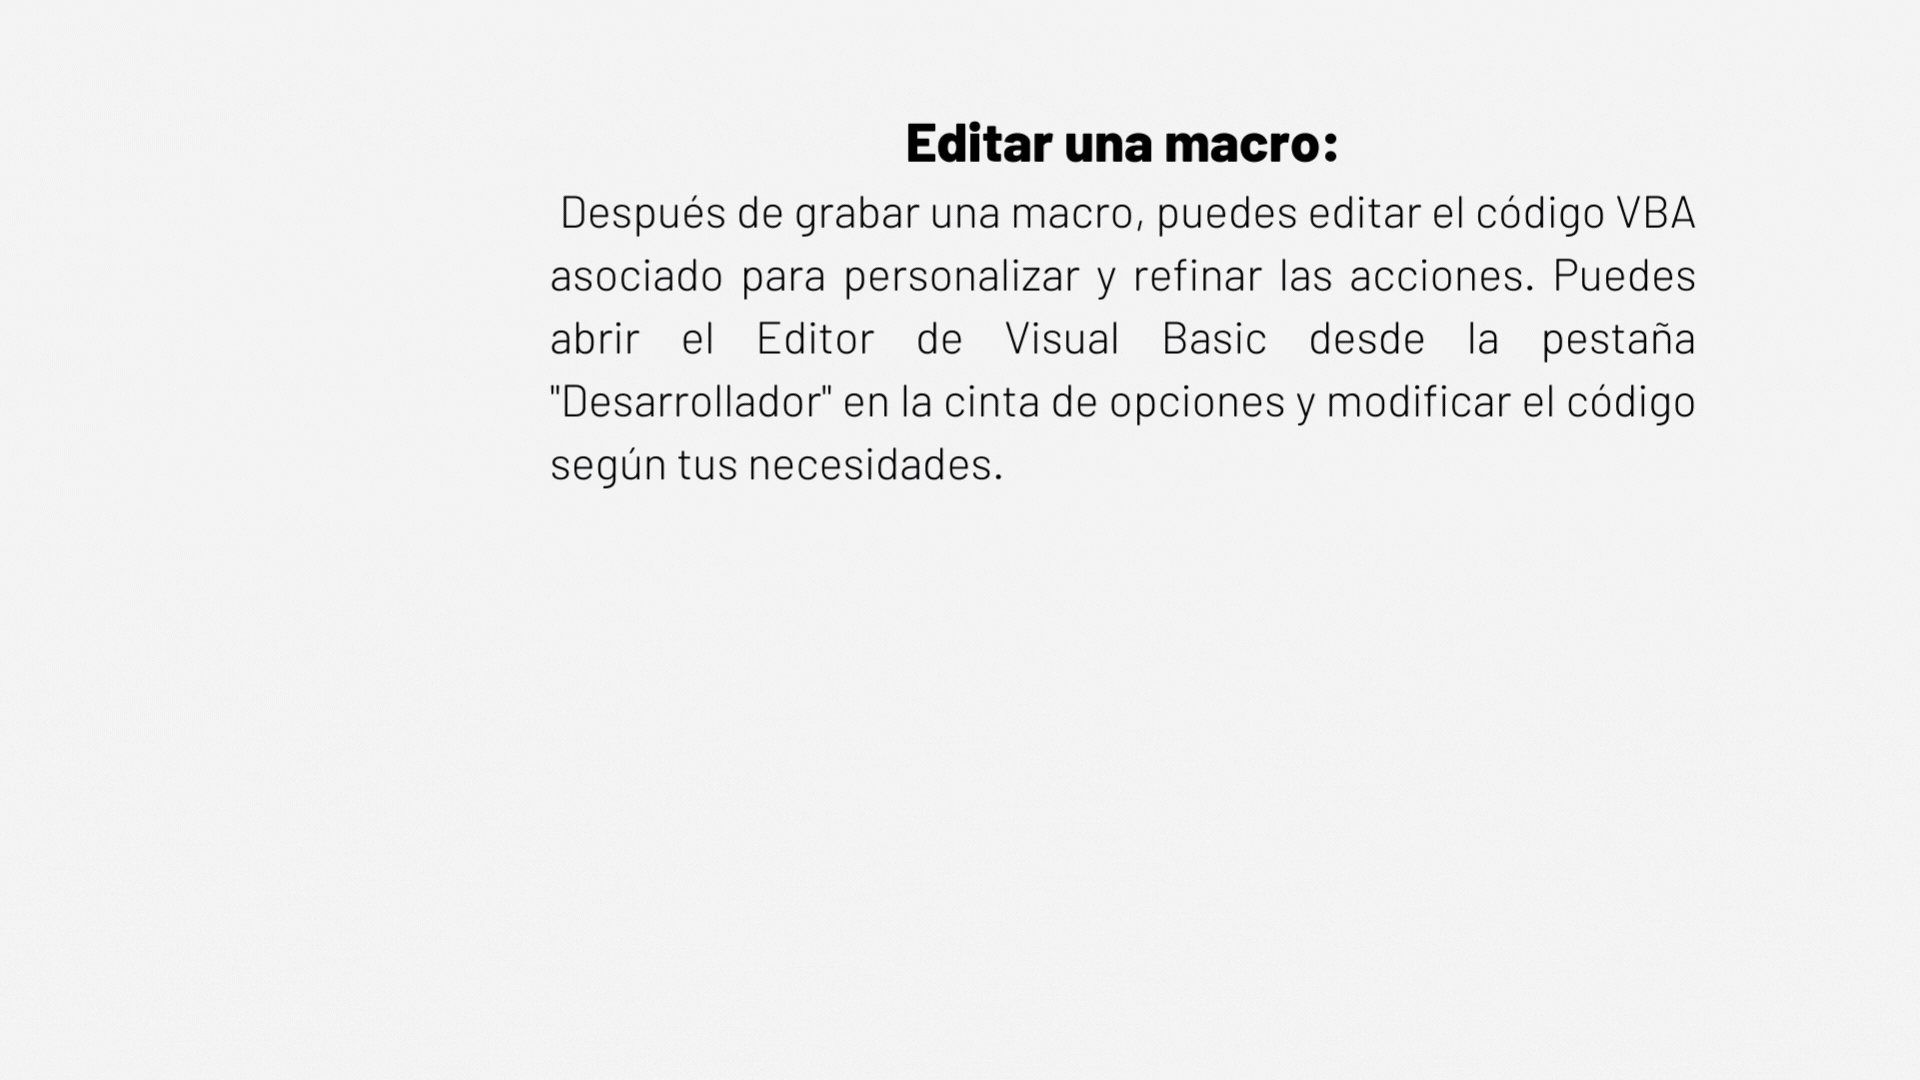 Editar una macro:
Después de grabar una macro, puedes editar el código VBA
asociado para personalizar y refinar las acciones. Puedes
abrir el Editor de Visual Basic desde la pestaña
"Desarrollador" en la cinta de opciones y modificar el código
según tus necesidades.